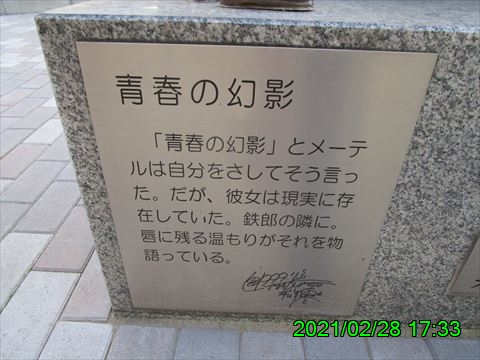 青春の幻影
「青春の幻影」とメーテ
ルは自分をさしてそう言っ
た。だが、彼女は現実に存
在していた。鉄郎の隣に。
唇に残る温もりがそれを物
語っている。
2021/02/28 17:33